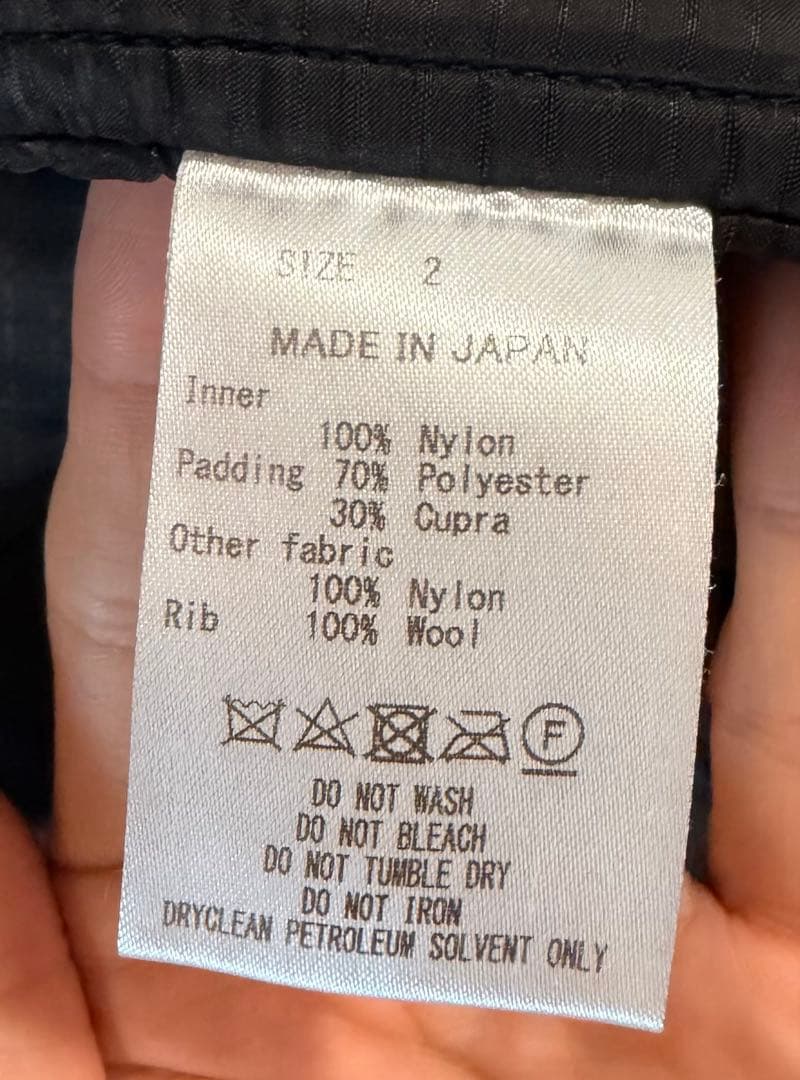 SIZE 2
MADE IN JAPAN
Inner
100% Nylon
Padding 70% Polyester
30% Cupra
Other fabric
100% Nylon
Rib 100% Wool
F
DO NOT WASH
DO NOT BLEACH
DO NOT TUMBLE DRY
DO NOT IRON
DRYCLEAN PETROLEUM SOLVENT ONLY